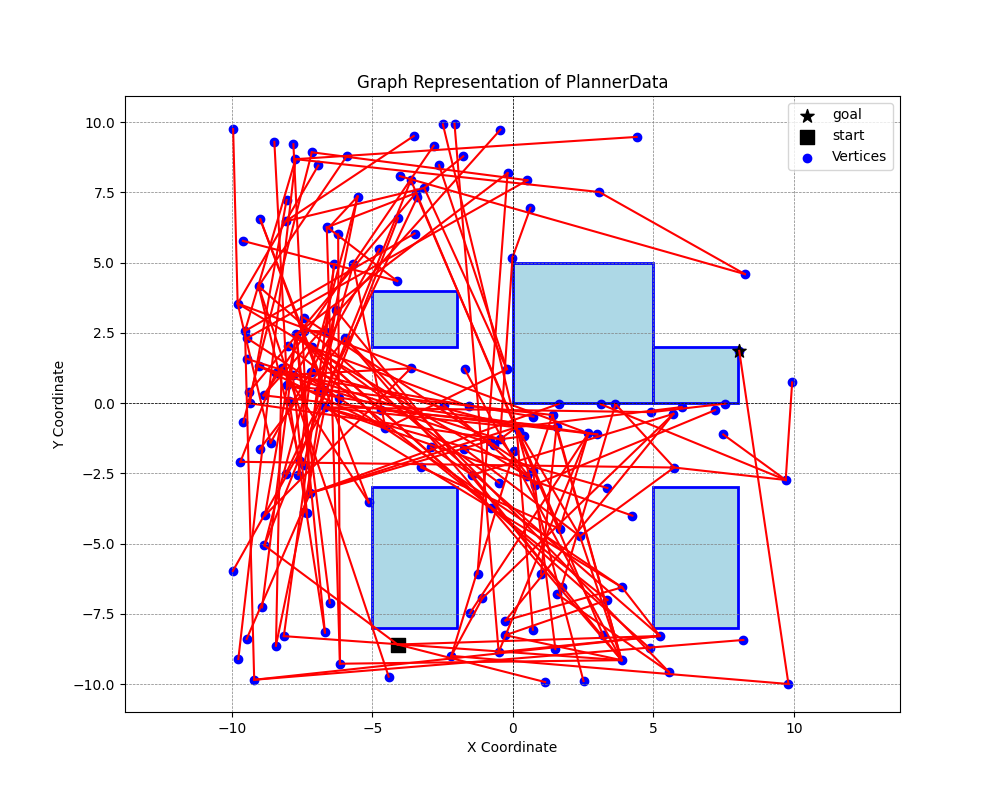 Graph Representation of PlannerData
goal
start
Vertices
10.0
7.5
5.0
2.5
0.0
−2.5
−5.0
−7.5
−10.0
Y Coordinate
−10
−5
0
5
10
X Coordinate